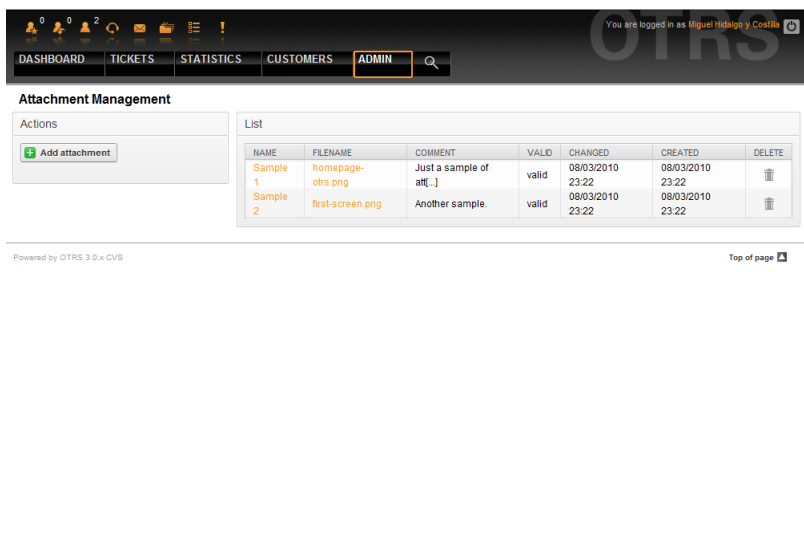 0 0 2
OTRS
You are logged in as Miguel Hidalgo y Costilla
DASHBOARD TICKETS STATISTICS CUSTOMERS ADMIN
Attachment Management
Actions
Add attachment
List
NAME FILENAME COMMENT VALID CHANGED CREATED DELETE
Sample homepage- Just a sample of 08/03/2010 08/03/2010
1 otrs.png att[...] valid 23:22 23:22
Sample 08/03/2010 08/03/2010
2 first-screen.png Another sample. valid 23:22 23:22
Powered by OTRS 3.0.x CVS
Top of page